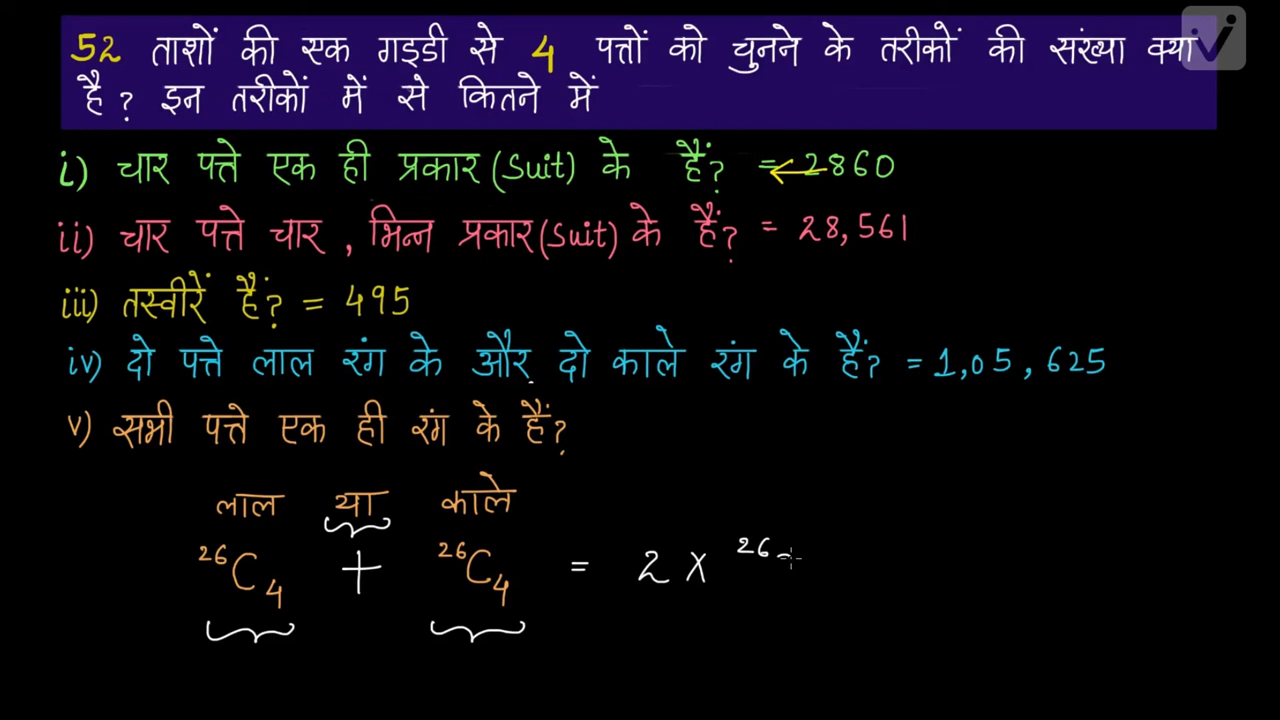 52 ताशों की एक गड्डी से 4 पत्तों को चुनने के तरीकों की संख्या क्या
है? इन तरीकों में से कितने में
i) चार पत्ते एक ही प्रकार (Suit) के हैं? = 2860
ii) चार पत्ते चार, भिन्न प्रकार (Suit) के हैं? = 28,561
iii) तस्वीरें हैं? = 495
iv) दो पत्ते लाल रंग के और दो काले रंग के हैं? = 1,05,625
v) सभी पत्ते एक ही रंग के हैं?
लाल या काले
²⁶C₄ + ²⁶C₄ = 2 × ²⁶